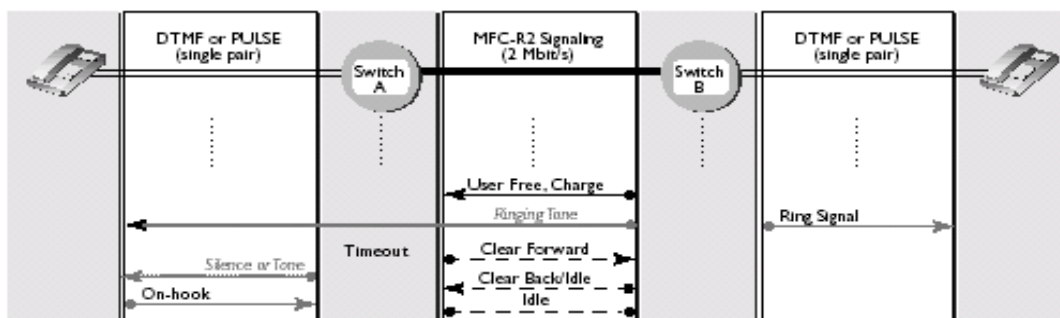 DTMF or PULSE
(single pair)
MFC-R2 Signaling
(2 Mbit/s)
DTMF or PULSE
(single pair)
Switch
A
Switch
B
User Free, Charge
Ringing Tone
Ring Signal
Timeout
Clear Forward
Silence or Tone
Clear Back/Idle
On-hook
Idle